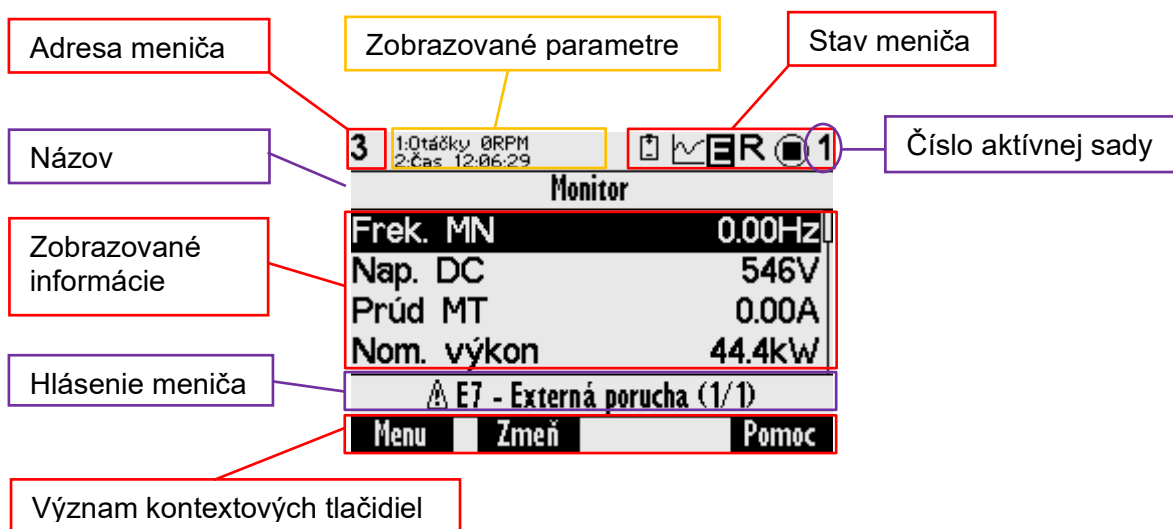 Adresa meniča
Zobrazované parametre
Stav meniča
Názov
3
1:Otáčky 0RPM
2:Čas 12:06:29
E R 1
Číslo aktívnej sady
Monitor
Zobrazované
informácie
Frek. MN 0.00Hz
Nap. DC 546V
Prúd MT 0.00A
Nom. výkon 44.4kW
Hlásenie meniča
E7 - Externá porucha (1/1)
Menu Zmeň Pomoc
Význam kontextových tlačidiel